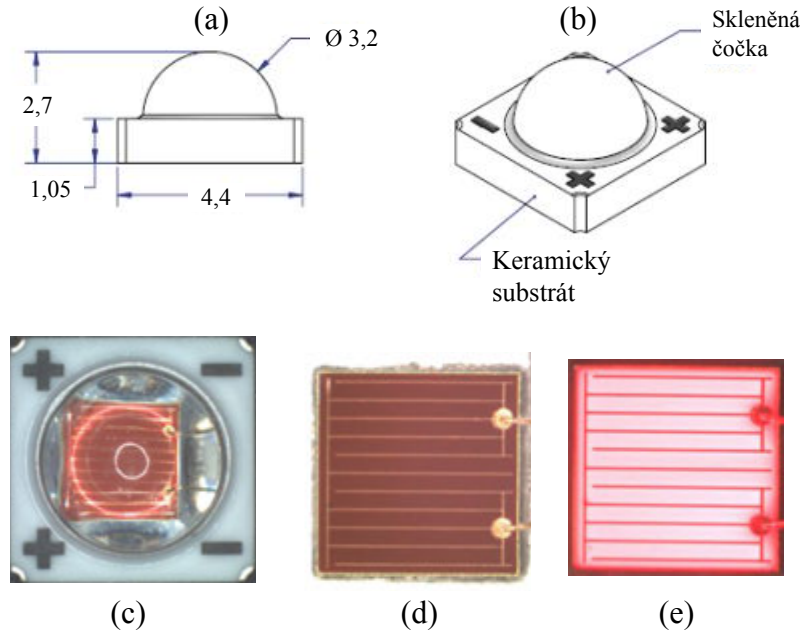 (a)
(b)
Ø 3,2
2,7
1,05
4,4
Skleněná
čočka
Keramický
substrát
(c)
(d)
(e)